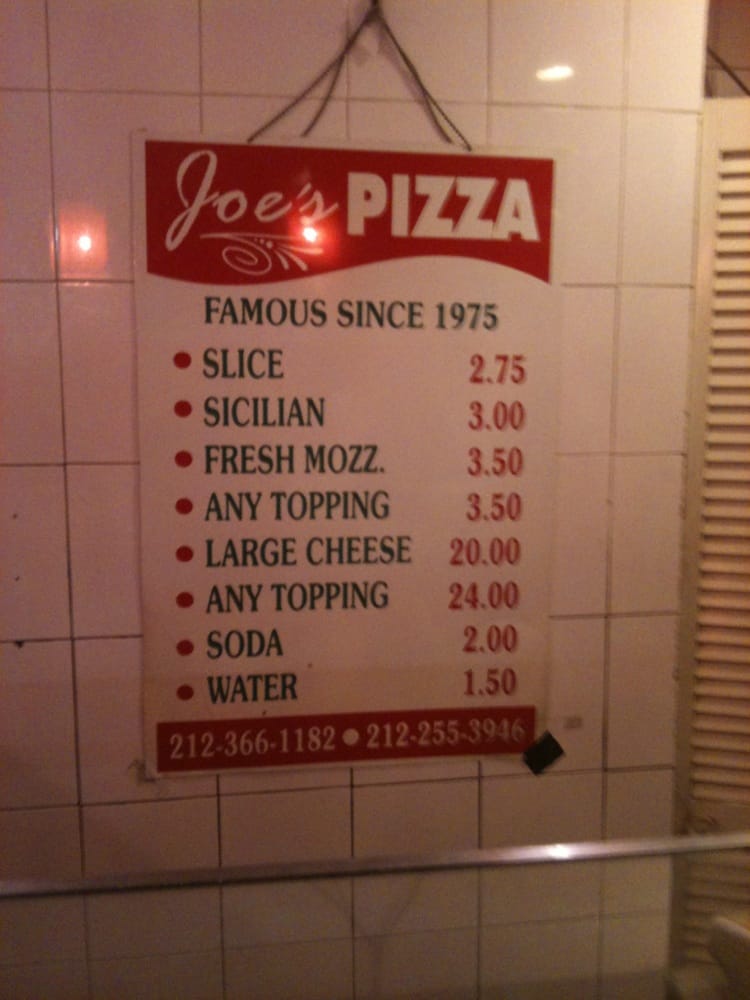 Joe's PIZZA
FAMOUS SINCE 1975
• SLICE 2.75
• SICILIAN 3.00
• FRESH MOZZ. 3.50
• ANY TOPPING 3.50
• LARGE CHEESE 20.00
• ANY TOPPING 24.00
• SODA 2.00
• WATER 1.50
212-366-1182 • 212-255-3946